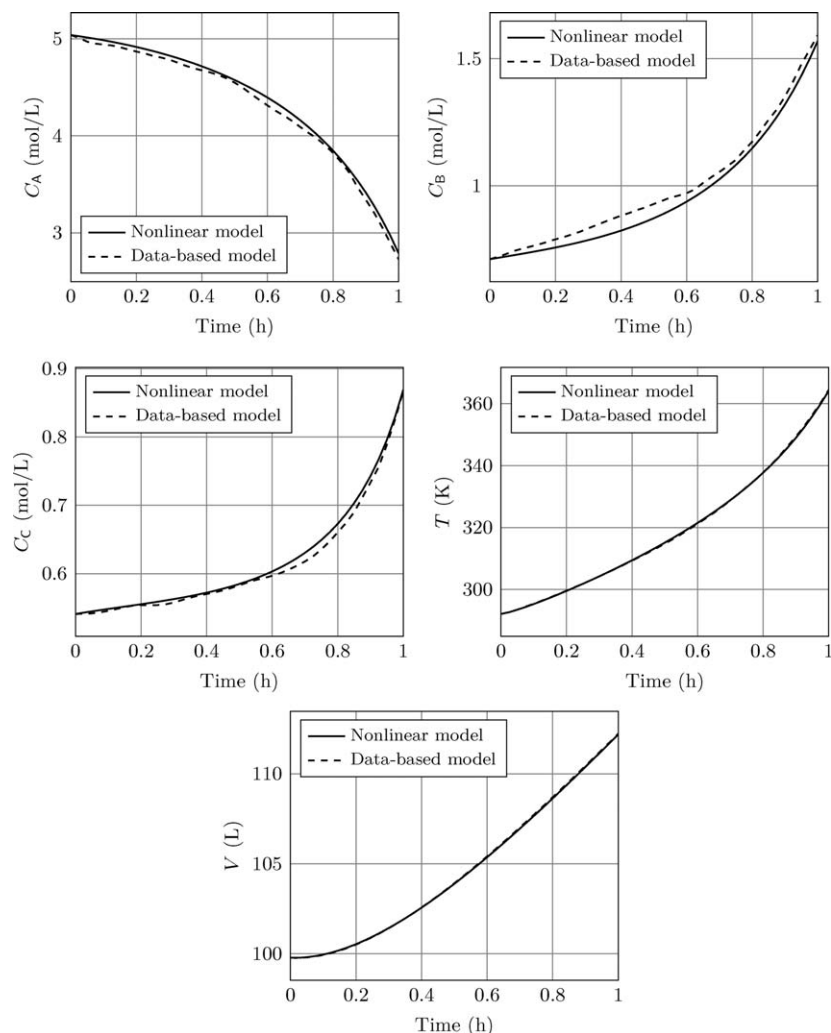 Nonlinear model
Data-based model
5
4
3
C_A (mol/L)
0 0.2 0.4 0.6 0.8 1
Time (h)
Nonlinear model
Data-based model
1.5
1
C_B (mol/L)
0 0.2 0.4 0.6 0.8 1
Time (h)
Nonlinear model
Data-based model
0.9
0.8
0.7
0.6
C_C (mol/L)
0 0.2 0.4 0.6 0.8 1
Time (h)
Nonlinear model
Data-based model
360
340
320
300
T (K)
0 0.2 0.4 0.6 0.8 1
Time (h)
Nonlinear model
Data-based model
110
105
100
V (L)
0 0.2 0.4 0.6 0.8 1
Time (h)